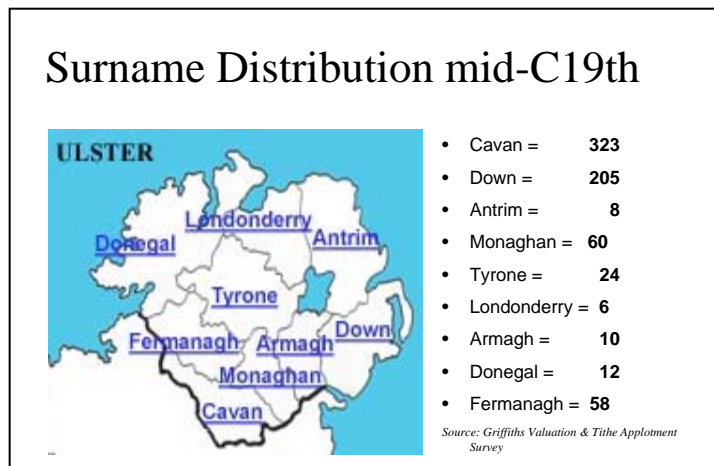 Surname Distribution mid-C19th
ULSTER
Londonderry
Donegal
Antrim
Tyrone
Down
Fermanagh
Armagh
Monaghan
Cavan
• Cavan = 323
• Down = 205
• Antrim = 8
• Monaghan = 60
• Tyrone = 24
• Londonderry = 6
• Armagh = 10
• Donegal = 12
• Fermanagh = 58
Source: Griffiths Valuation & Tithe Applotment
Survey